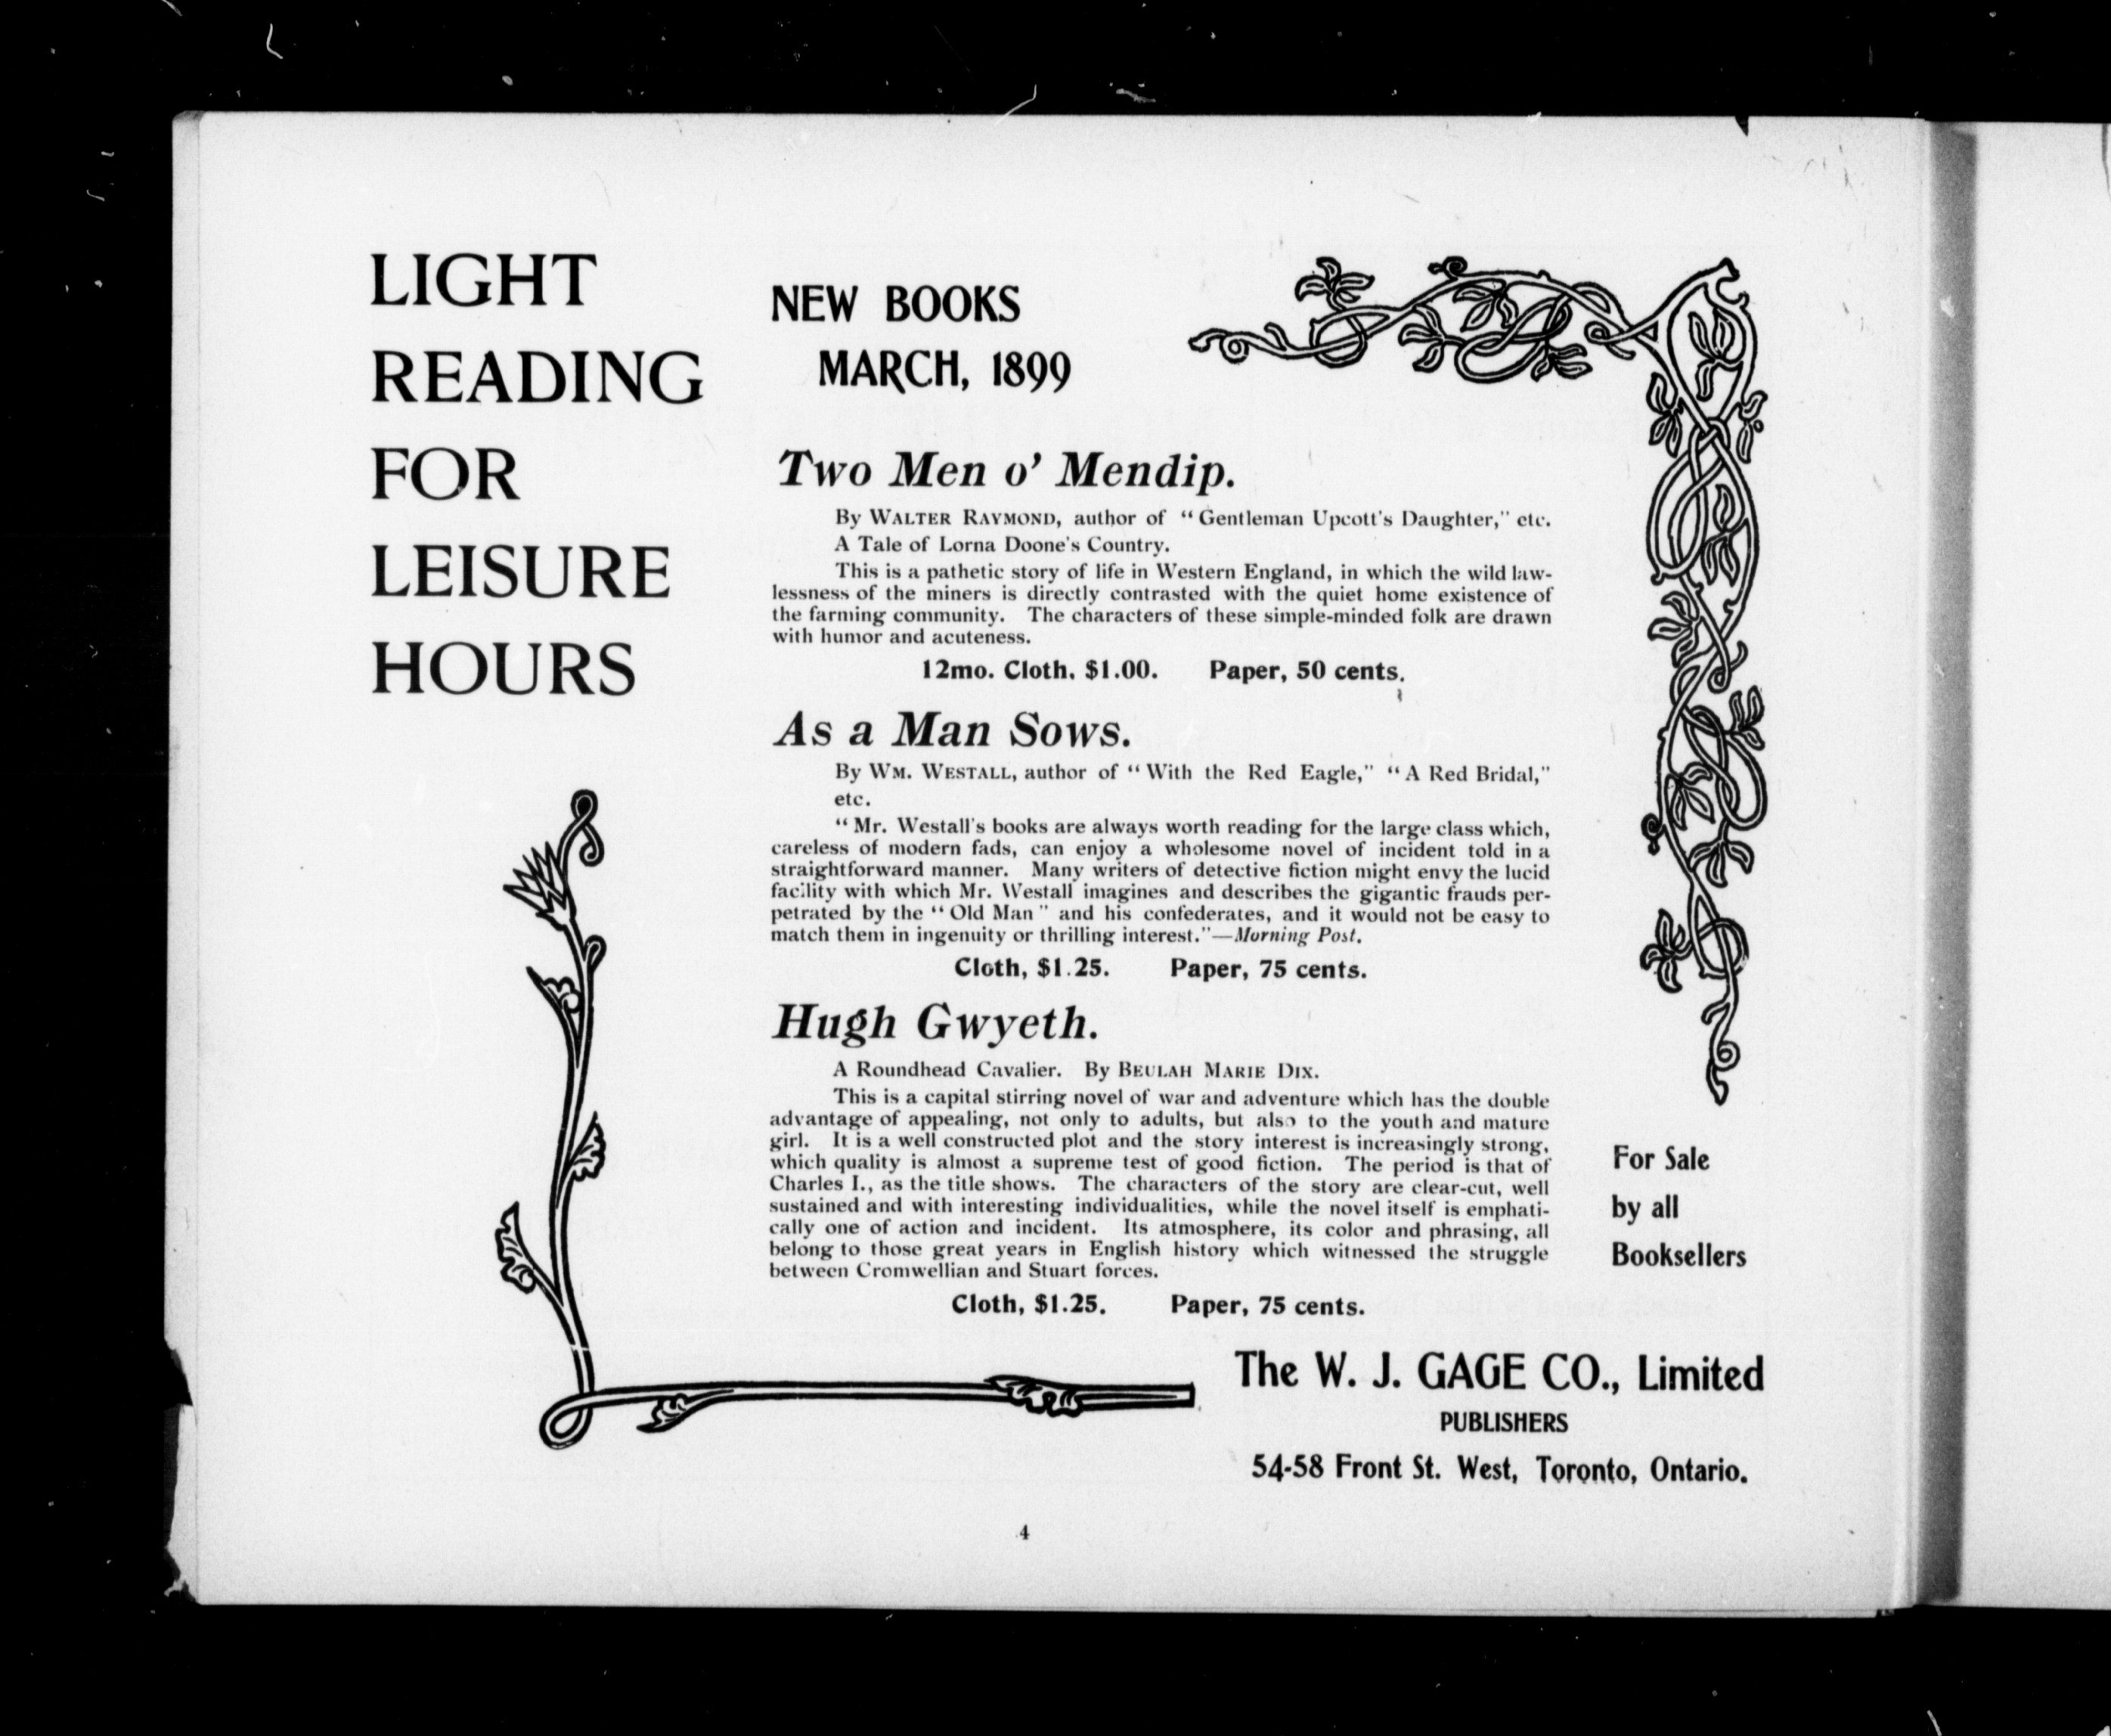 LIGHT
READING
FOR
LEISURE
HOURS
NEW BOOKS
MARCH, 1899
Two Men o' Mendip.
By WALTER RAYMOND, author of "Gentleman Upcott's Daughter," etc.
A Tale of Lorna Doone's Country.
This is a pathetic story of life in Western England, in which the wild law-
lessness of the miners is directly contrasted with the quiet home existence of
the farming community. The characters of these simple-minded folk are drawn
with humor and acuteness.
12mo. Cloth, $1.00. Paper, 50 cents.
As a Man Sows.
By WM. WESTALL, author of "With the Red Eagle," "A Red Bridal,"
etc.
"Mr. Westall's books are always worth reading for the large class which,
careless of modern fads, can enjoy a wholesome novel of incident told in a
straightforward manner. Many writers of detective fiction might envy the lucid
facility with which Mr. Westall imagines and describes the gigantic frauds per-
petrated by the "Old Man" and his confederates, and it would not be easy to
match them in ingenuity or thrilling interest."—Morning Post.
Cloth, $1.25. Paper, 75 cents.
Hugh Gwyeth.
A Roundhead Cavalier. By BEULAH MARIE DIX.
This is a capital stirring novel of war and adventure which has the double
advantage of appealing, not only to adults, but also to the youth and mature
girl. It is a well constructed plot and the story interest is increasingly strong,
which quality is almost a supreme test of good fiction. The period is that of
Charles I., as the title shows. The characters of the story are clear-cut, well
sustained and with interesting individualities, while the novel itself is emphati-
cally one of action and incident. Its atmosphere, its color and phrasing, all
belong to those great years in English history which witnessed the struggle
between Cromwellian and Stuart forces.
Cloth, $1.25. Paper, 75 cents.
For Sale
by all
Booksellers
The W. J. GAGE CO., Limited
PUBLISHERS
54-58 Front St. West, Toronto, Ontario.
4